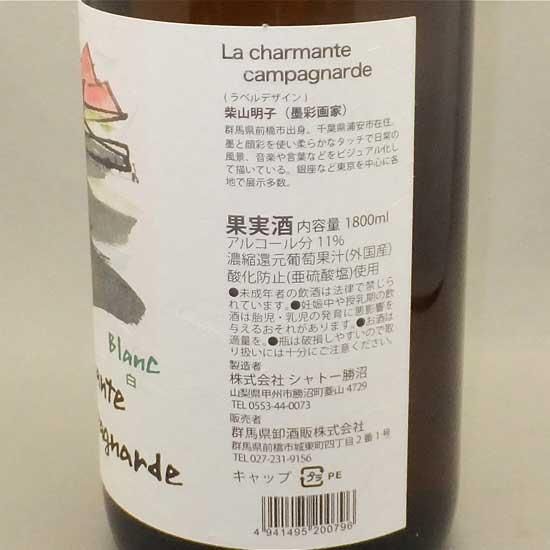 La charmante
campagnarde
(ラベルデザイン)
柴山明子（墨彩画家）
群馬県前橋市出身。千葉県浦安市在住。
墨と顔彩を使い柔らかなタッチで日常の
風景、音楽や言葉などをビジュアル化し
て描いている。銀座など東京を中心に各
地で展示多数。
果実酒 内容量 1800ml
アルコール分 11%
濃縮還元葡萄果汁(外国産)
酸化防止(亜硫酸塩)使用
●未成年者の飲酒は法律で禁じら
れています。●妊娠中や授乳期の飲
酒は胎児・乳児の発育に悪影響を
与えるおそれがあります。●お酒は
適量を。●瓶は破損しやすいので取
り扱いには十分にご注意ください。
製造者
株式会社 シャトー勝沼
山梨県甲州市勝沼町菱山 4729
TEL 0553-44-0073
販売者
群馬県卸酒販株式会社
群馬県前橋市城東町四丁目2番1号
TEL 027-231-9156
キャップ プラ PE
4 941495 200796
Blanc
白
ante
agnarde